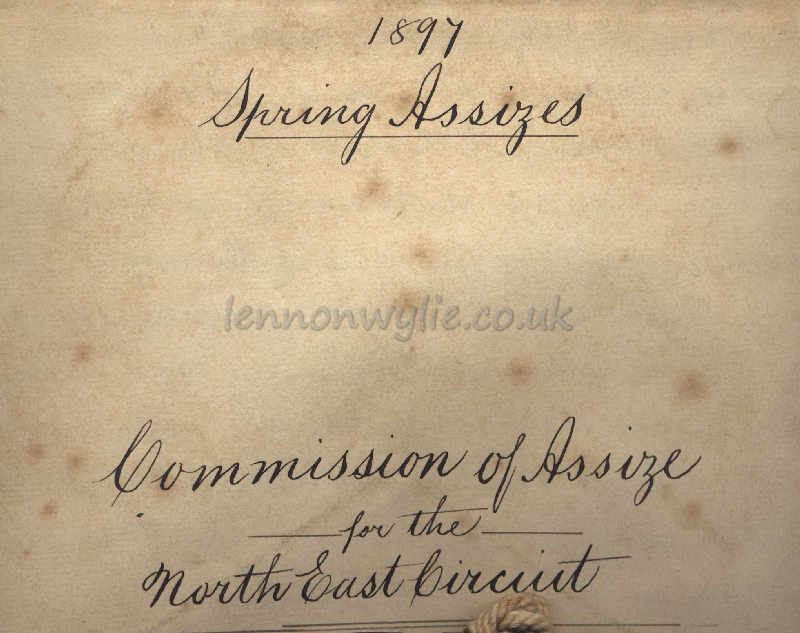 1897
Spring Assizes
lennonwylie.co.uk
Commission of Assize
for the
North East Circuit